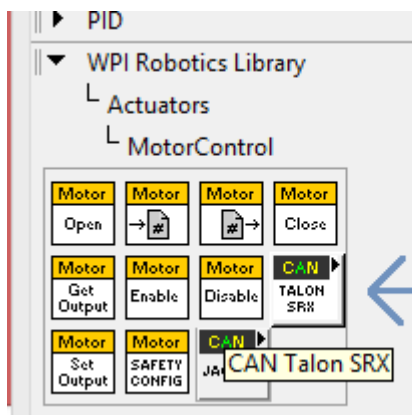 PID
WPI Robotics Library
Actuators
MotorControl
Motor Motor Motor Motor
Open # # Close
Motor Motor Motor CAN
Get Output Enable Disable TALON SRX
Motor Motor CAN
Set Output SAFETY CONFIG CAN Talon SRX